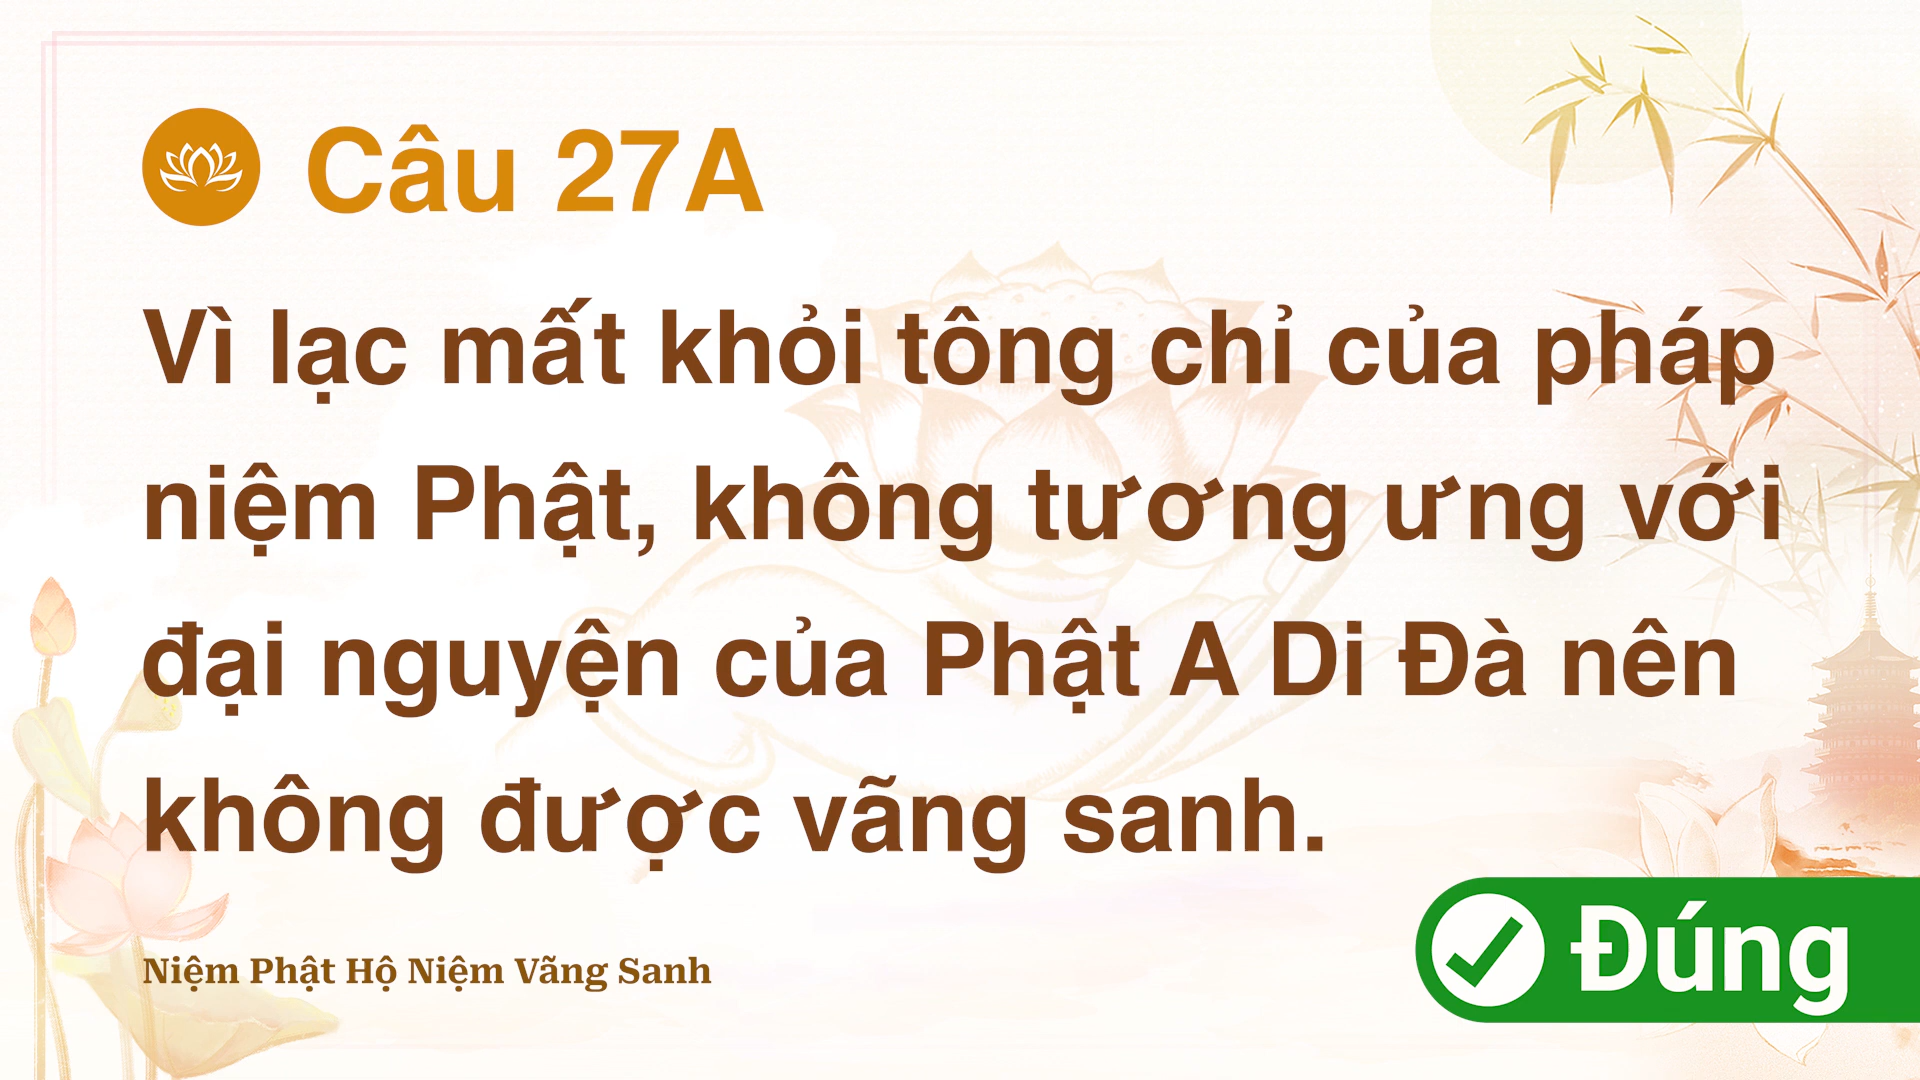 Câu 27A
Vì lạc mất khỏi tông chỉ của pháp
niệm Phật, không tương ưng với
đại nguyện của Phật A Di Đà nên
không được vãng sanh.
Niệm Phật Hộ Niệm Vãng Sanh
Đúng